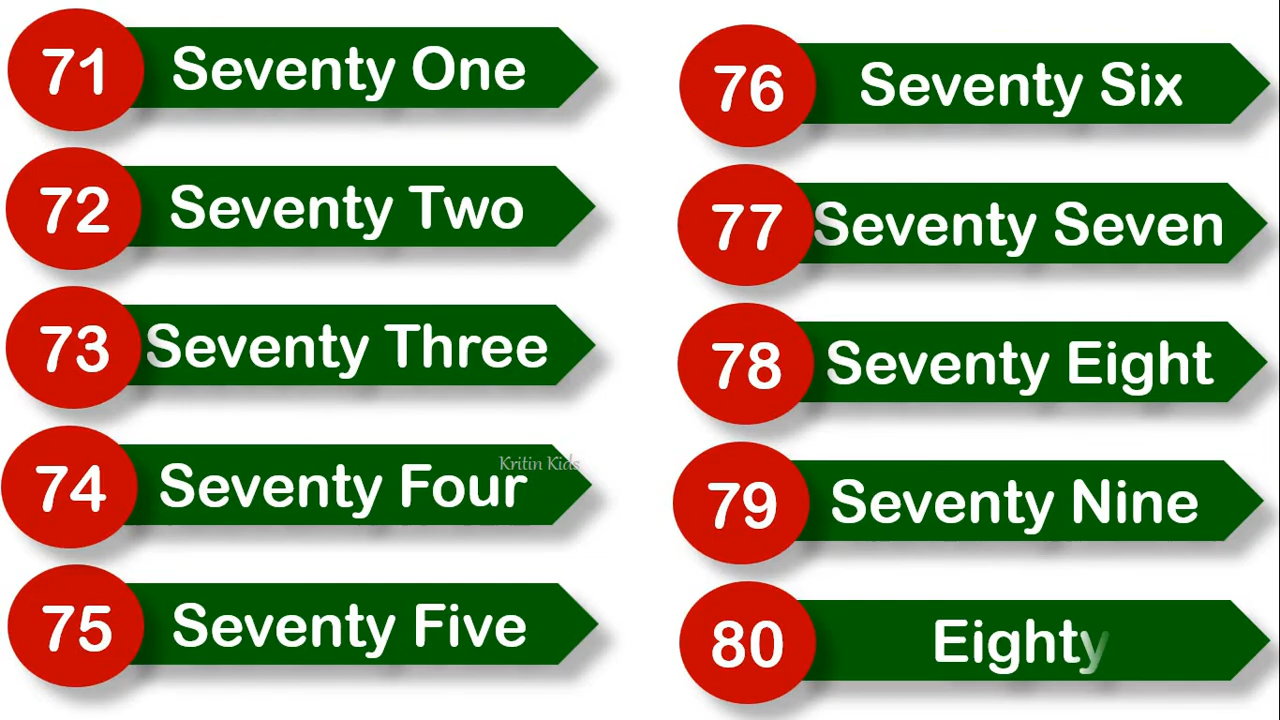 71 Seventy One
72 Seventy Two
73 Seventy Three
74 Seventy Four
Kritin Kids
75 Seventy Five
76 Seventy Six
77 Seventy Seven
78 Seventy Eight
79 Seventy Nine
80 Eighty